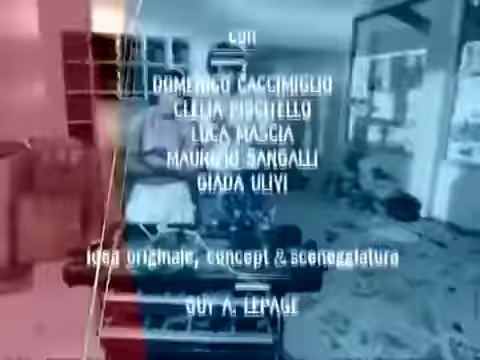 con
DOMENICO CACCIMIGLIO
CLELIA PISCITELLO
LUCA MASCIA
MAURIZIO SANGALLI
GIADA ULIVI
idea originale, concept & sceneggiatura
GUY A. LEPAGE